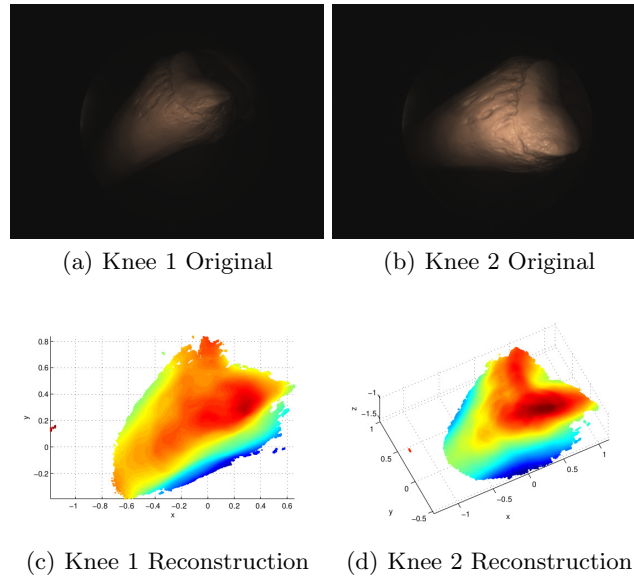 (a) Knee 1 Original
(b) Knee 2 Original
0.8
0.6
0.4
0.2
0
−0.2
y
−1
−0.8
−0.6
−0.4
−0.2
0
0.2
0.4
0.6
x
−1
−1.5
z
1
0.5
0
−0.5
y
−1
−0.5
0
0.5
1
x
(c) Knee 1 Reconstruction
(d) Knee 2 Reconstruction